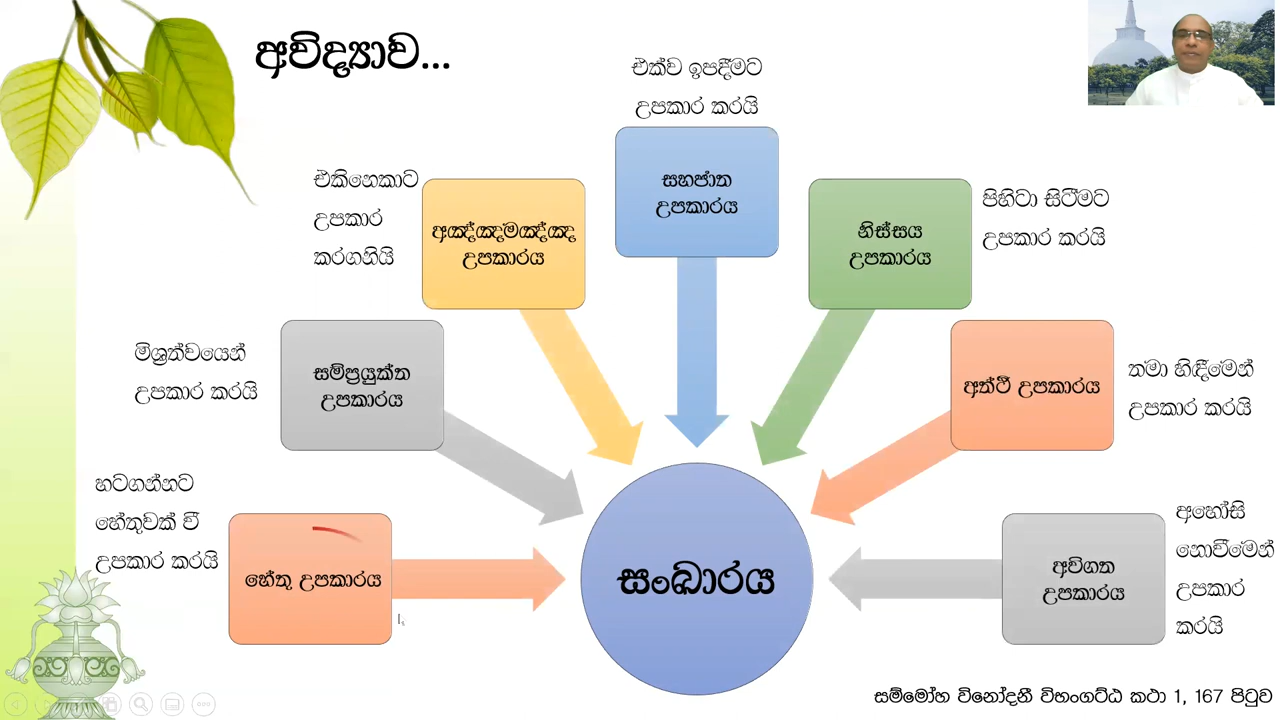 අවිද්‍යාව...
එක්ව ඉපදීමට
උපකාර කරයි
සහජාත
උපකාරය
එකිනෙකාට
උපකාර
කරගනියි
අඤ්ඤමඤ්ඤ
උපකාරය
නිස්සය
උපකාරය
පිහිටා සිටීමට
උපකාර කරයි
මිශ්‍රත්වයෙන්
උපකාර කරයි
සම්ප්‍රයුක්ත
උපකාරය
අත්ථි උපකාරය
තමා හිඳීමෙන්
උපකාර කරයි
හටගන්නට
හේතුවක් වී
උපකාර කරයි
හේතු උපකාරය
සංඛාරය
අවිගත
උපකාරය
අහෝසි
නොවීමෙන්
උපකාර
කරයි
සම්මෝහ විනෝදනී විභංගට්ඨ කථා 1, 167 පිටුව